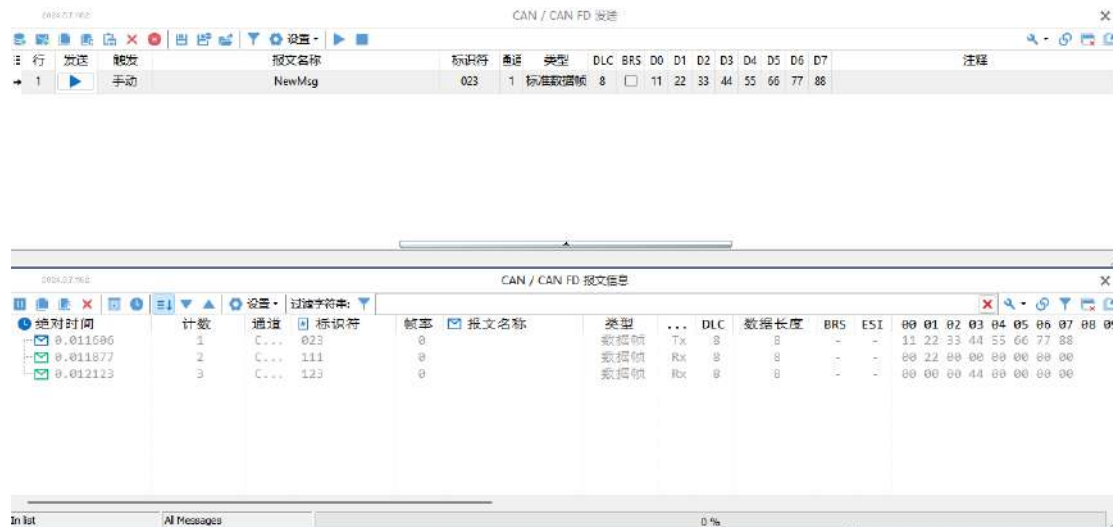 CAN / CAN FD 发送
设置
行 发送 触发 报文名称 标识符 通道 类型 DLC BRS D0 D1 D2 D3 D4 D5 D6 D7 注释
1 手动 NewMsg 023 1 标准数据帧 8 11 22 33 44 55 66 77 88
CAN / CAN FD 报文信息
设置 过滤字符串:
绝对时间 计数 通道 标识符 帧率 报文名称 类型 ... DLC 数据长度 BRS ESI 00 01 02 03 04 05 06 07 08 09
0.011606 1 C... 023 0 数据帧 Tx 8 8 - - 11 22 33 44 55 66 77 88
0.011877 2 C... 111 0 数据帧 Rx 8 8 - - 00 22 00 00 00 00 00 00
0.012123 3 C... 123 0 数据帧 Rx 8 8 - - 00 00 00 44 00 00 00 00
In list All Messages 0 %